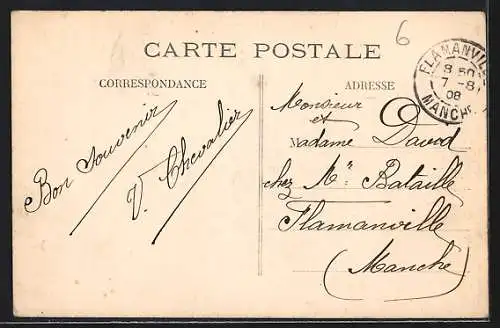 6
CARTE POSTALE
CORRESPONDANCE
ADRESSE
FLAMANVILLE
8 50
7 -8
08
MANCHE
Bon Souvenir
V. Chevalier
Monsieur
et
Madame David
chez Mr Bataille
Flamanville
(Manche)